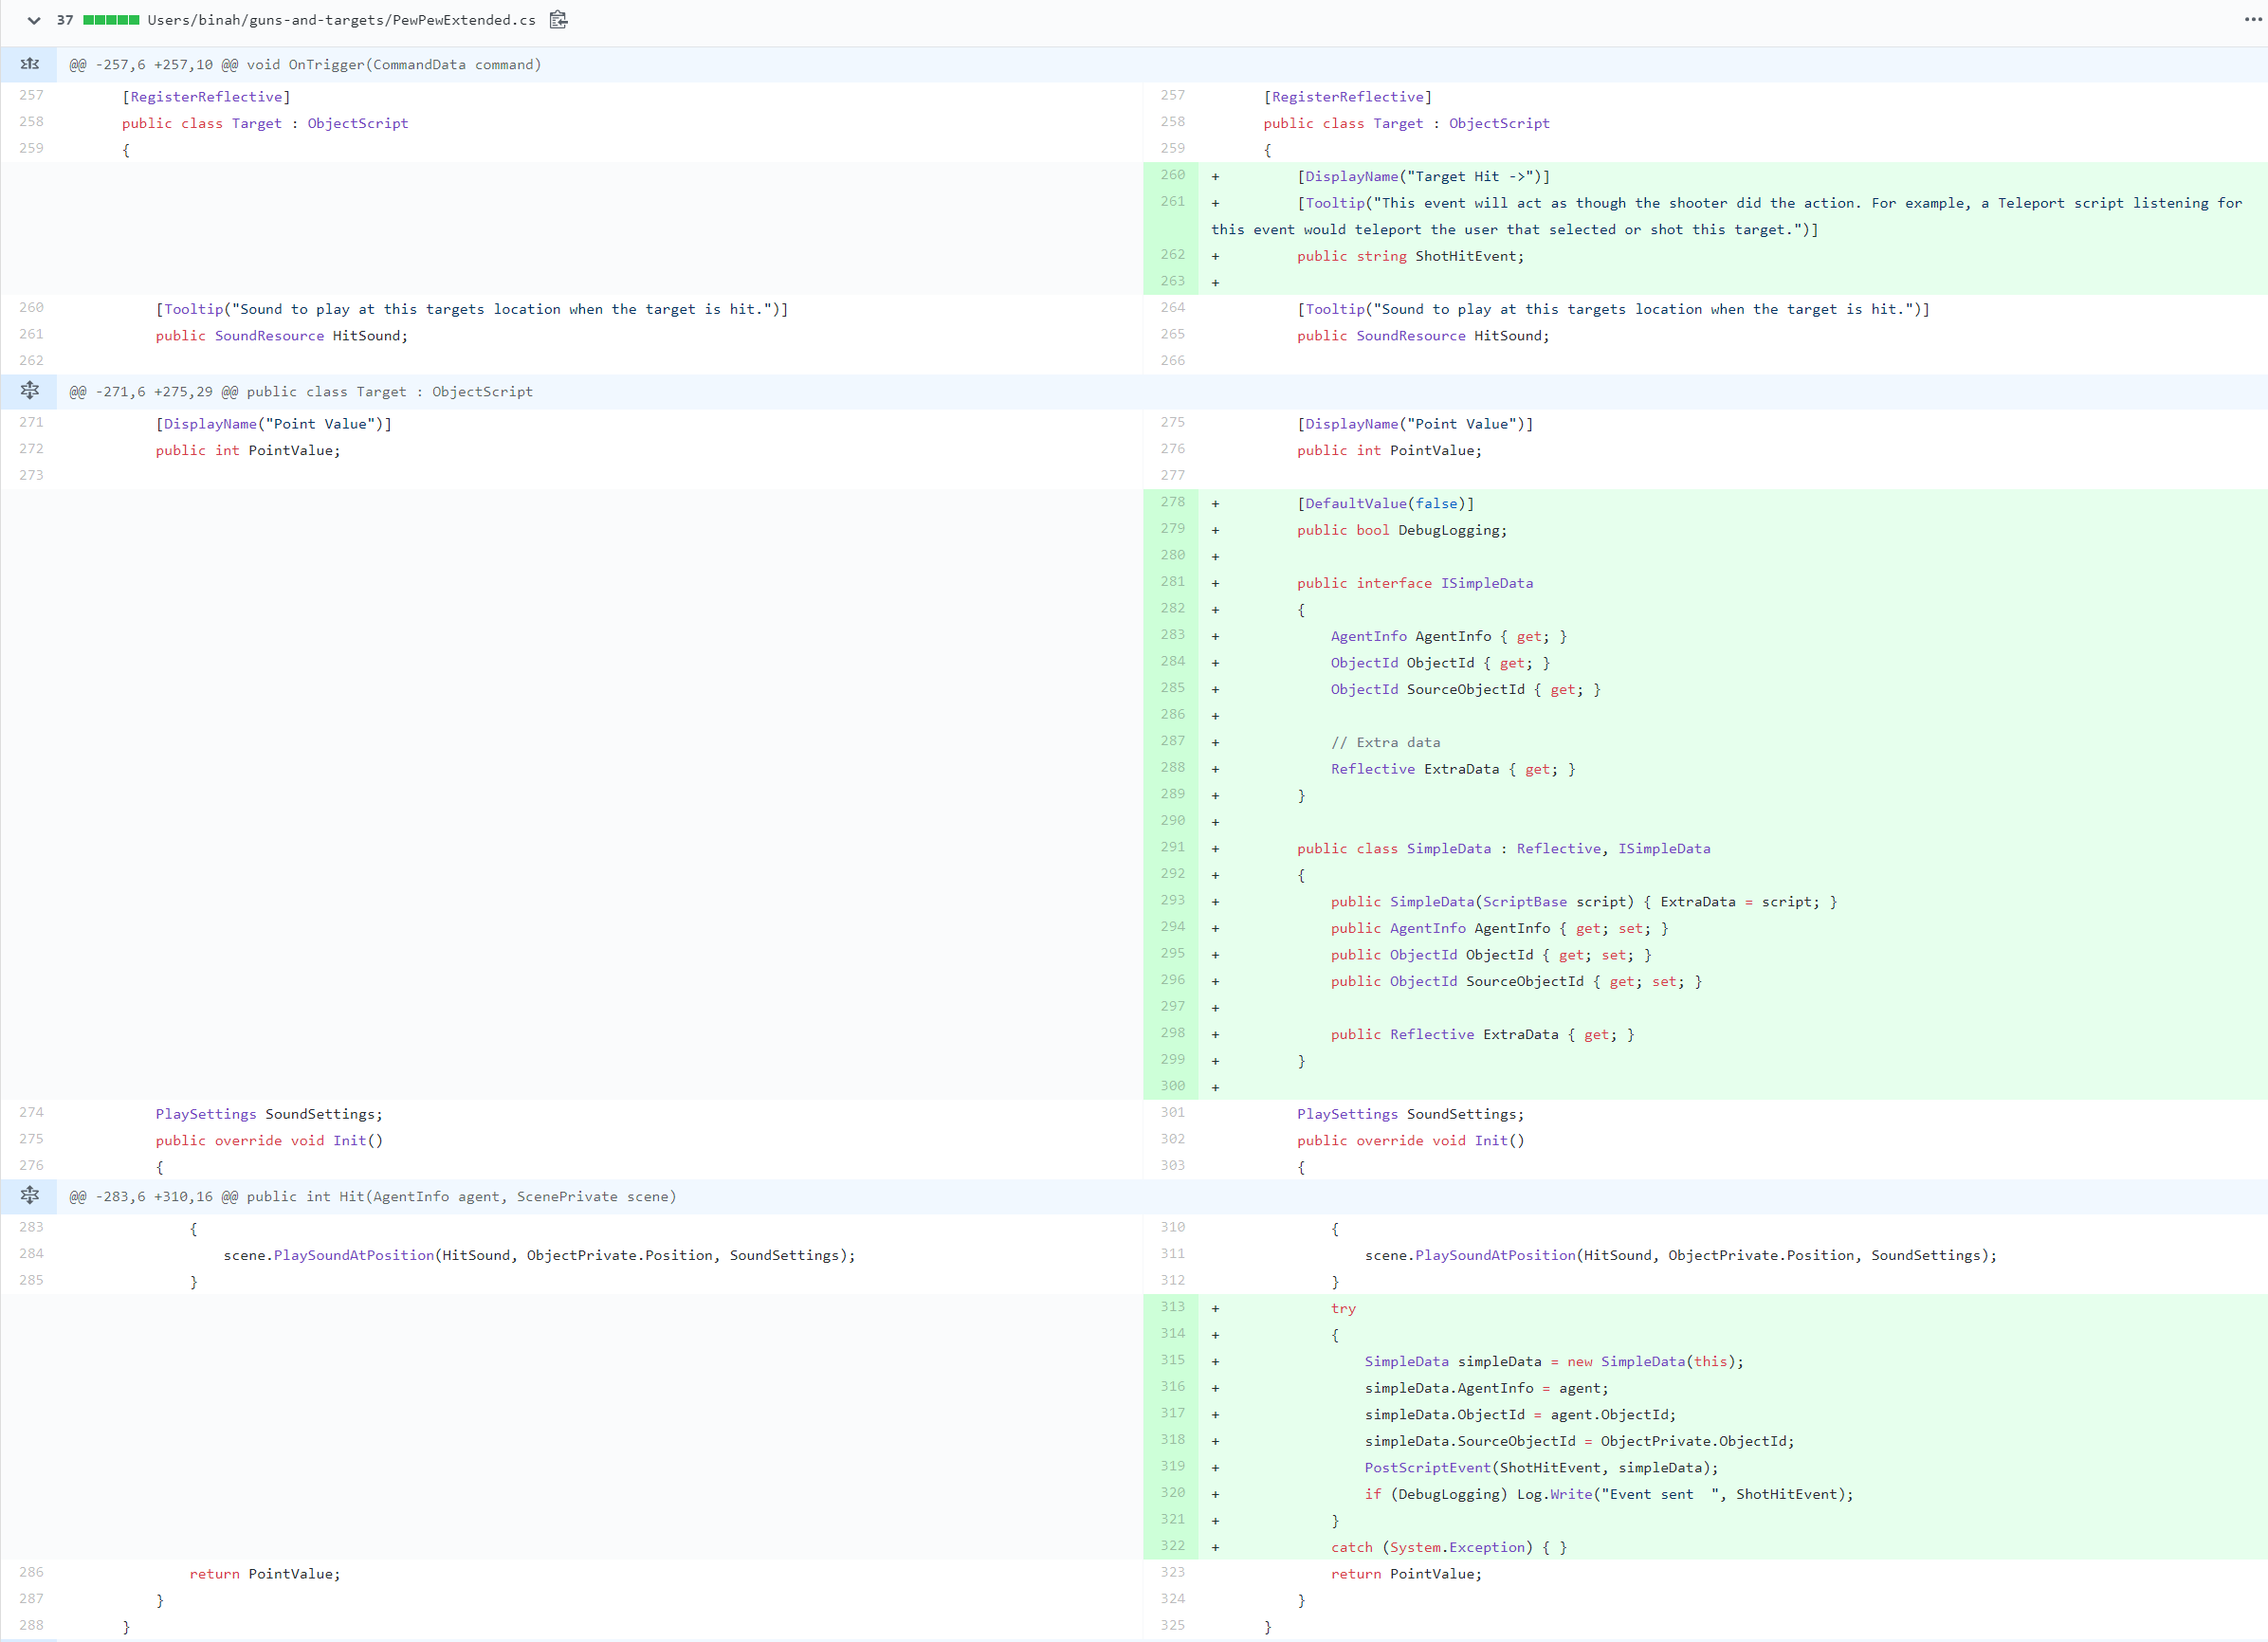 37 Users/binah/guns-and-targets/PewPewExtended.cs
@@ -257,6 +257,10 @@ void OnTrigger(CommandData command)
257 [RegisterReflective] 257 [RegisterReflective]
258 public class Target : ObjectScript 258 public class Target : ObjectScript
259 { 259 {
260 + [DisplayName("Target Hit ->")]
261 + [Tooltip("This event will act as though the shooter did the action. For example, a Teleport script listening for
this event would teleport the user that selected or shot this target.")]
262 + public string ShotHitEvent;
263 +
260 [Tooltip("Sound to play at this targets location when the target is hit.")] 264 [Tooltip("Sound to play at this targets location when the target is hit.")]
261 public SoundResource HitSound; 265 public SoundResource HitSound;
262 266
@@ -271,6 +275,29 @@ public class Target : ObjectScript
271 [DisplayName("Point Value")] 275 [DisplayName("Point Value")]
272 public int PointValue; 276 public int PointValue;
273 277
278 + [DefaultValue(false)]
279 + public bool DebugLogging;
280 +
281 + public interface ISimpleData
282 + {
283 + AgentInfo AgentInfo { get; }
284 + ObjectId ObjectId { get; }
285 + ObjectId SourceObjectId { get; }
286 +
287 + // Extra data
288 + Reflective ExtraData { get; }
289 + }
290 +
291 + public class SimpleData : Reflective, ISimpleData
292 + {
293 + public SimpleData(ScriptBase script) { ExtraData = script; }
294 + public AgentInfo AgentInfo { get; set; }
295 + public ObjectId ObjectId { get; set; }
296 + public ObjectId SourceObjectId { get; set; }
297 +
298 + public Reflective ExtraData { get; }
299 + }
300 +
274 PlaySettings SoundSettings; 301 PlaySettings SoundSettings;
275 public override void Init() 302 public override void Init()
276 { 303 {
@@ -283,6 +310,16 @@ public int Hit(AgentInfo agent, ScenePrivate scene)
283 { 310 {
284 scene.PlaySoundAtPosition(HitSound, ObjectPrivate.Position, SoundSettings); 311 scene.PlaySoundAtPosition(HitSound, ObjectPrivate.Position, SoundSettings);
285 } 312 }
313 + try
314 + {
315 + SimpleData simpleData = new SimpleData(this);
316 + simpleData.AgentInfo = agent;
317 + simpleData.ObjectId = agent.ObjectId;
318 + simpleData.SourceObjectId = ObjectPrivate.ObjectId;
319 + PostScriptEvent(ShotHitEvent, simpleData);
320 + if (DebugLogging) Log.Write("Event sent  ", ShotHitEvent);
321 + }
322 + catch (System.Exception) { }
286 return PointValue; 323 return PointValue;
287 } 324 }
288 } 325 }